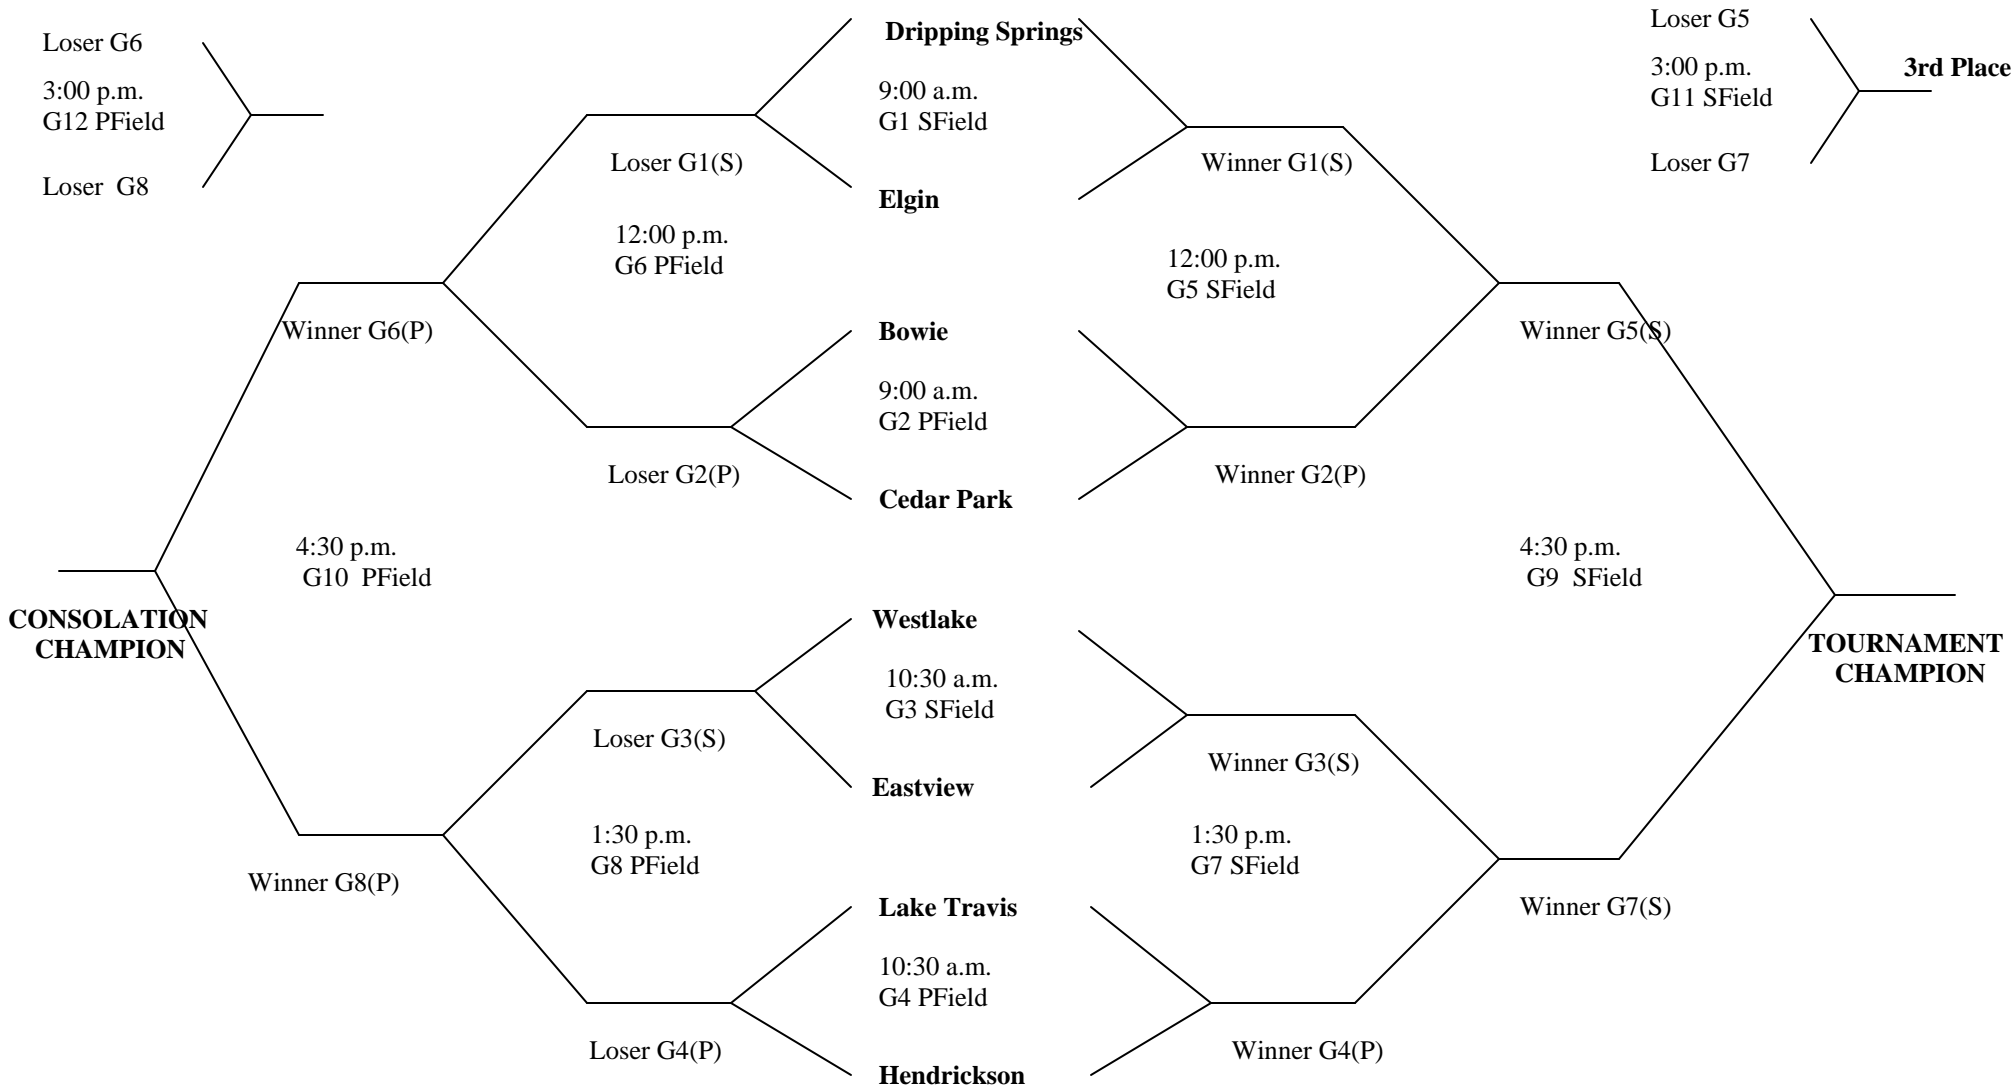 Loser G6
3:00 p.m.
G12 PField
Loser  G8
Dripping Springs
9:00 a.m.
G1 SField
Elgin
Loser G5
3:00 p.m.
G11 SField
3rd Place
Loser G7
Loser G1(S)
Winner G1(S)
12:00 p.m.
G6 PField
12:00 p.m.
G5 SField
Winner G6(P)
Bowie
9:00 a.m.
G2 PField
Cedar Park
Winner G5(S)
Loser G2(P)
Winner G2(P)
4:30 p.m.
G10  PField
4:30 p.m.
G9  SField
CONSOLATION
CHAMPION
Westlake
10:30 a.m.
G3 SField
Eastview
TOURNAMENT
CHAMPION
Loser G3(S)
Winner G3(S)
1:30 p.m.
G8 PField
1:30 p.m.
G7 SField
Winner G8(P)
Lake Travis
10:30 a.m.
G4 PField
Hendrickson
Winner G7(S)
Loser G4(P)
Winner G4(P)